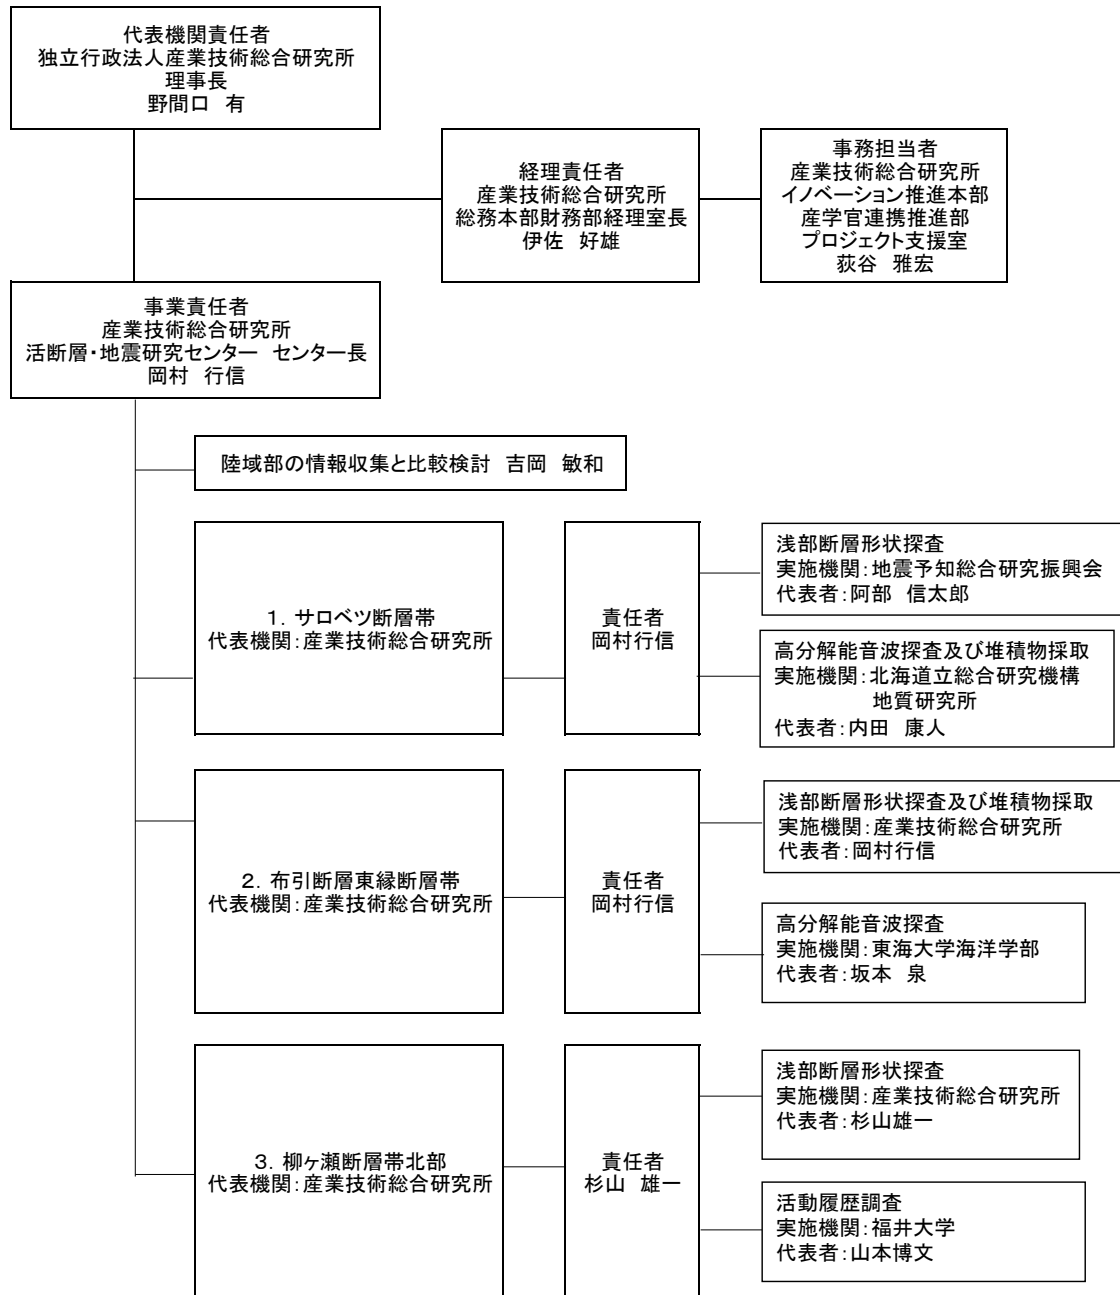 代表機関責任者
独立行政法人産業技術総合研究所
理事長
野間口 有
経理責任者
産業技術総合研究所
総務本部財務部経理室長
伊佐 好雄
事務担当者
産業技術総合研究所
イノベーション推進本部
産学官連携推進部
プロジェクト支援室
荻谷 雅宏
事業責任者
産業技術総合研究所
活断層・地震研究センター センター長
岡村 行信
陸域部の情報収集と比較検討 吉岡 敏和
1. サロベツ断層帯
代表機関:産業技術総合研究所
責任者
岡村行信
浅部断層形状探査
実施機関:地震予知総合研究振興会
代表者:阿部 信太郎
高分解能音波探査及び堆積物採取
実施機関:北海道立総合研究機構
地質研究所
代表者:内田 康人
2. 布引断層東縁断層帯
代表機関:産業技術総合研究所
責任者
岡村行信
浅部断層形状探査及び堆積物採取
実施機関:産業技術総合研究所
代表者:岡村行信
高分解能音波探査
実施機関:東海大学海洋学部
代表者:坂本 泉
3. 柳ヶ瀬断層帯北部
代表機関:産業技術総合研究所
責任者
杉山 雄一
浅部断層形状探査
実施機関:産業技術総合研究所
代表者:杉山雄一
活動履歴調査
実施機関:福井大学
代表者:山本博文